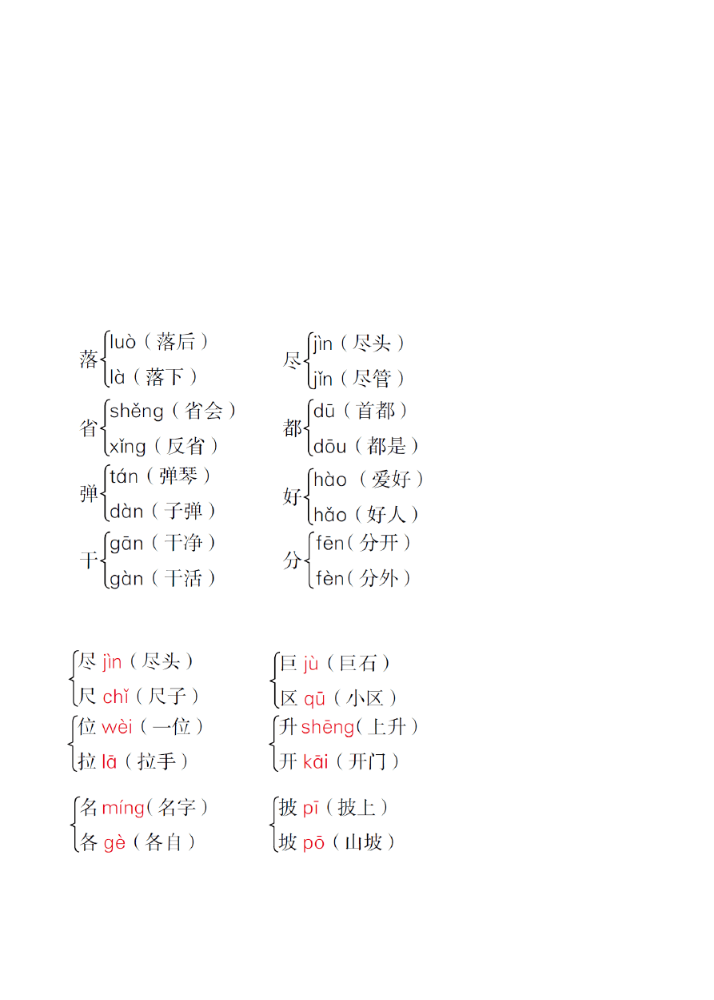 落 luò（落后） 尽 jìn（尽头）
là（落下） jǐn（尽管）
省 shěng（省会） 都 dū（首都）
xǐng（反省） dōu（都是）
弹 tán（弹琴） 好 hào（爱好）
dàn（子弹） hǎo（好人）
干 gān（干净） 分 fēn（分开）
gàn（干活） fèn（分外）
尽 jìn（尽头） 巨 jù（巨石）
尺 chǐ（尺子） 区 qū（小区）
位 wèi（一位） 升 shēng（上升）
拉 lā（拉手） 开 kāi（开门）
名 míng（名字） 披 pī（披上）
各 gè（各自） 坡 pō（山坡）